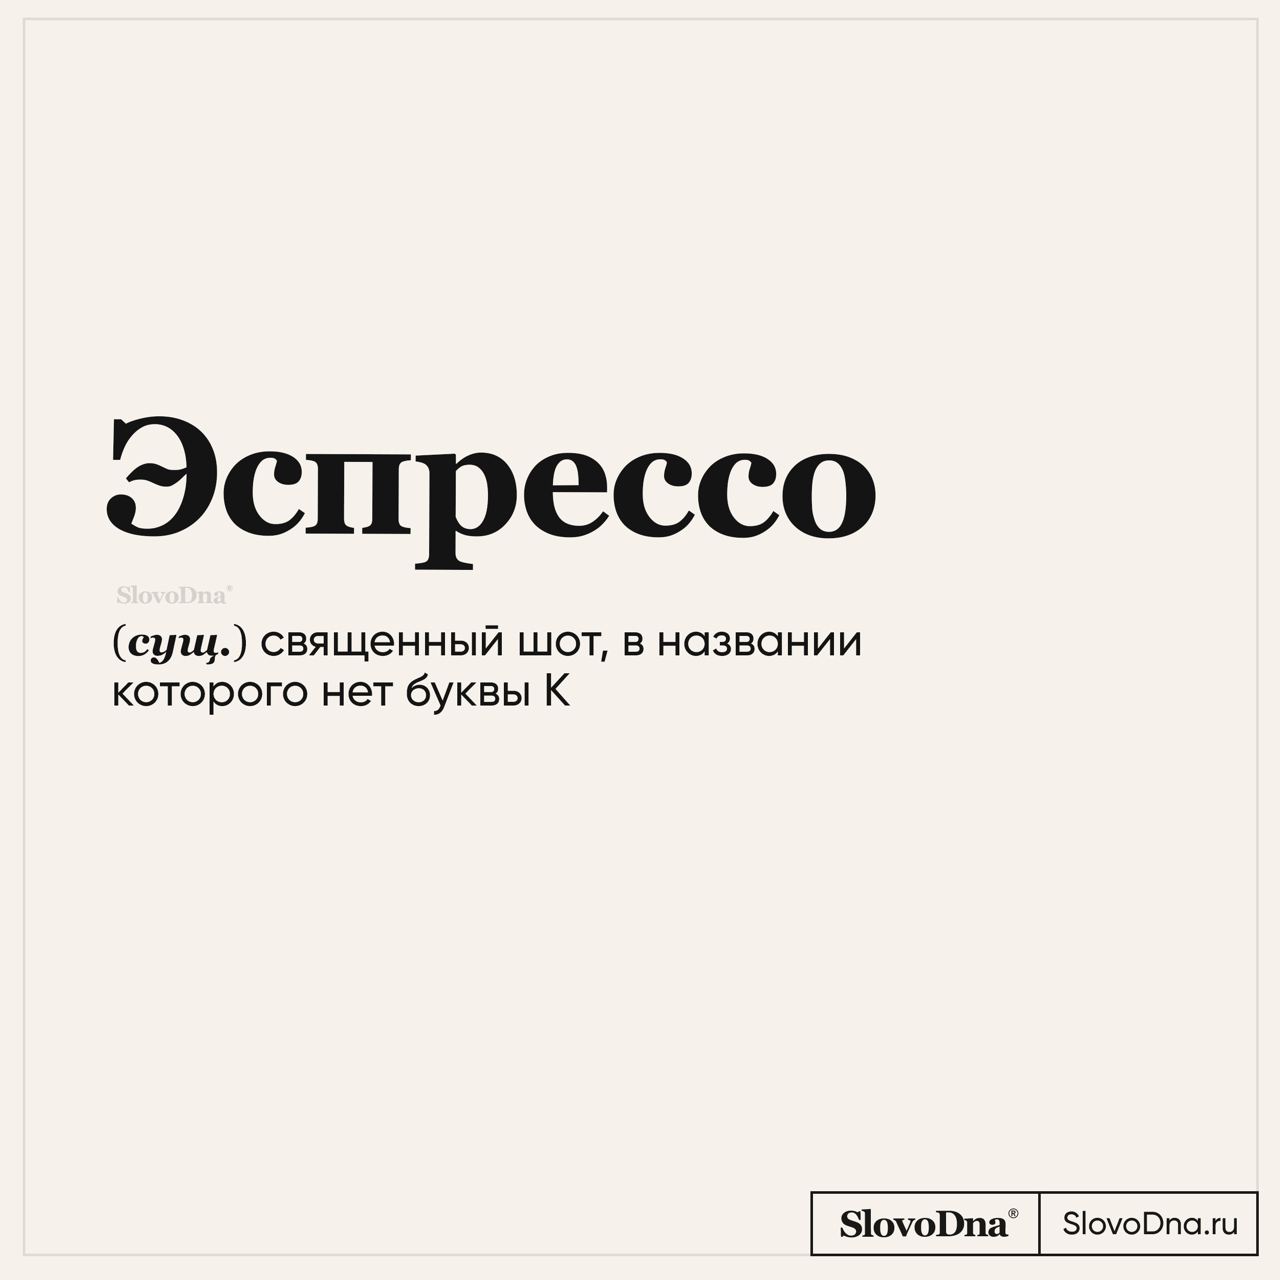 Эспрессо
SlovoDna®
(сущ.) священный шот, в названии
которого нет буквы К
SlovoDna® SlovoDna.ru